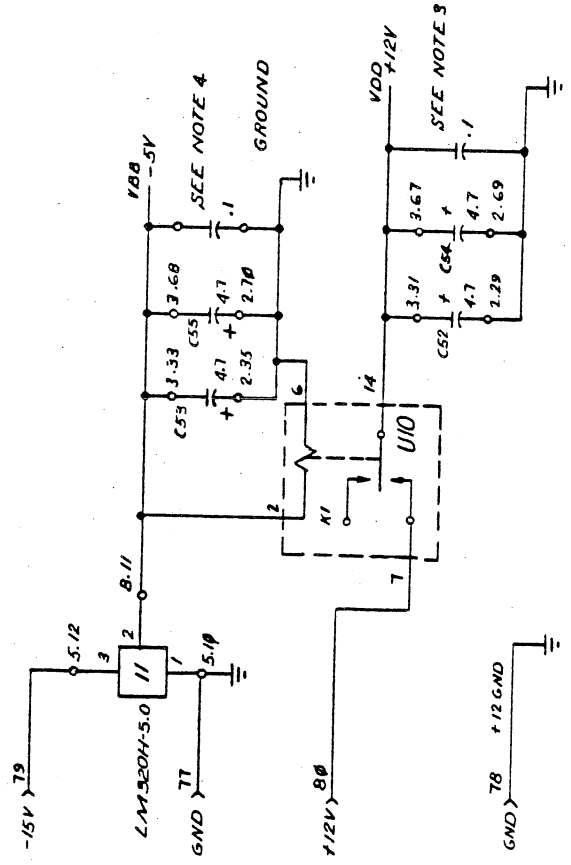 -15V
79
5.12
3
LM320H-5.0
11
2
8.11
1
5.10
GND
77
VBB
-5V
3.33
C53
4.7
+
2.35
3.68
C55
4.7
+
2.70
.1
SEE NOTE 4
GROUND
2
6
K1
U10
7
14
+12V
80
VDD
+12V
3.31
C52
+
4.7
2.29
3.67
C54
+
4.7
2.69
.1
SEE NOTE 3
GND
78
+12 GND